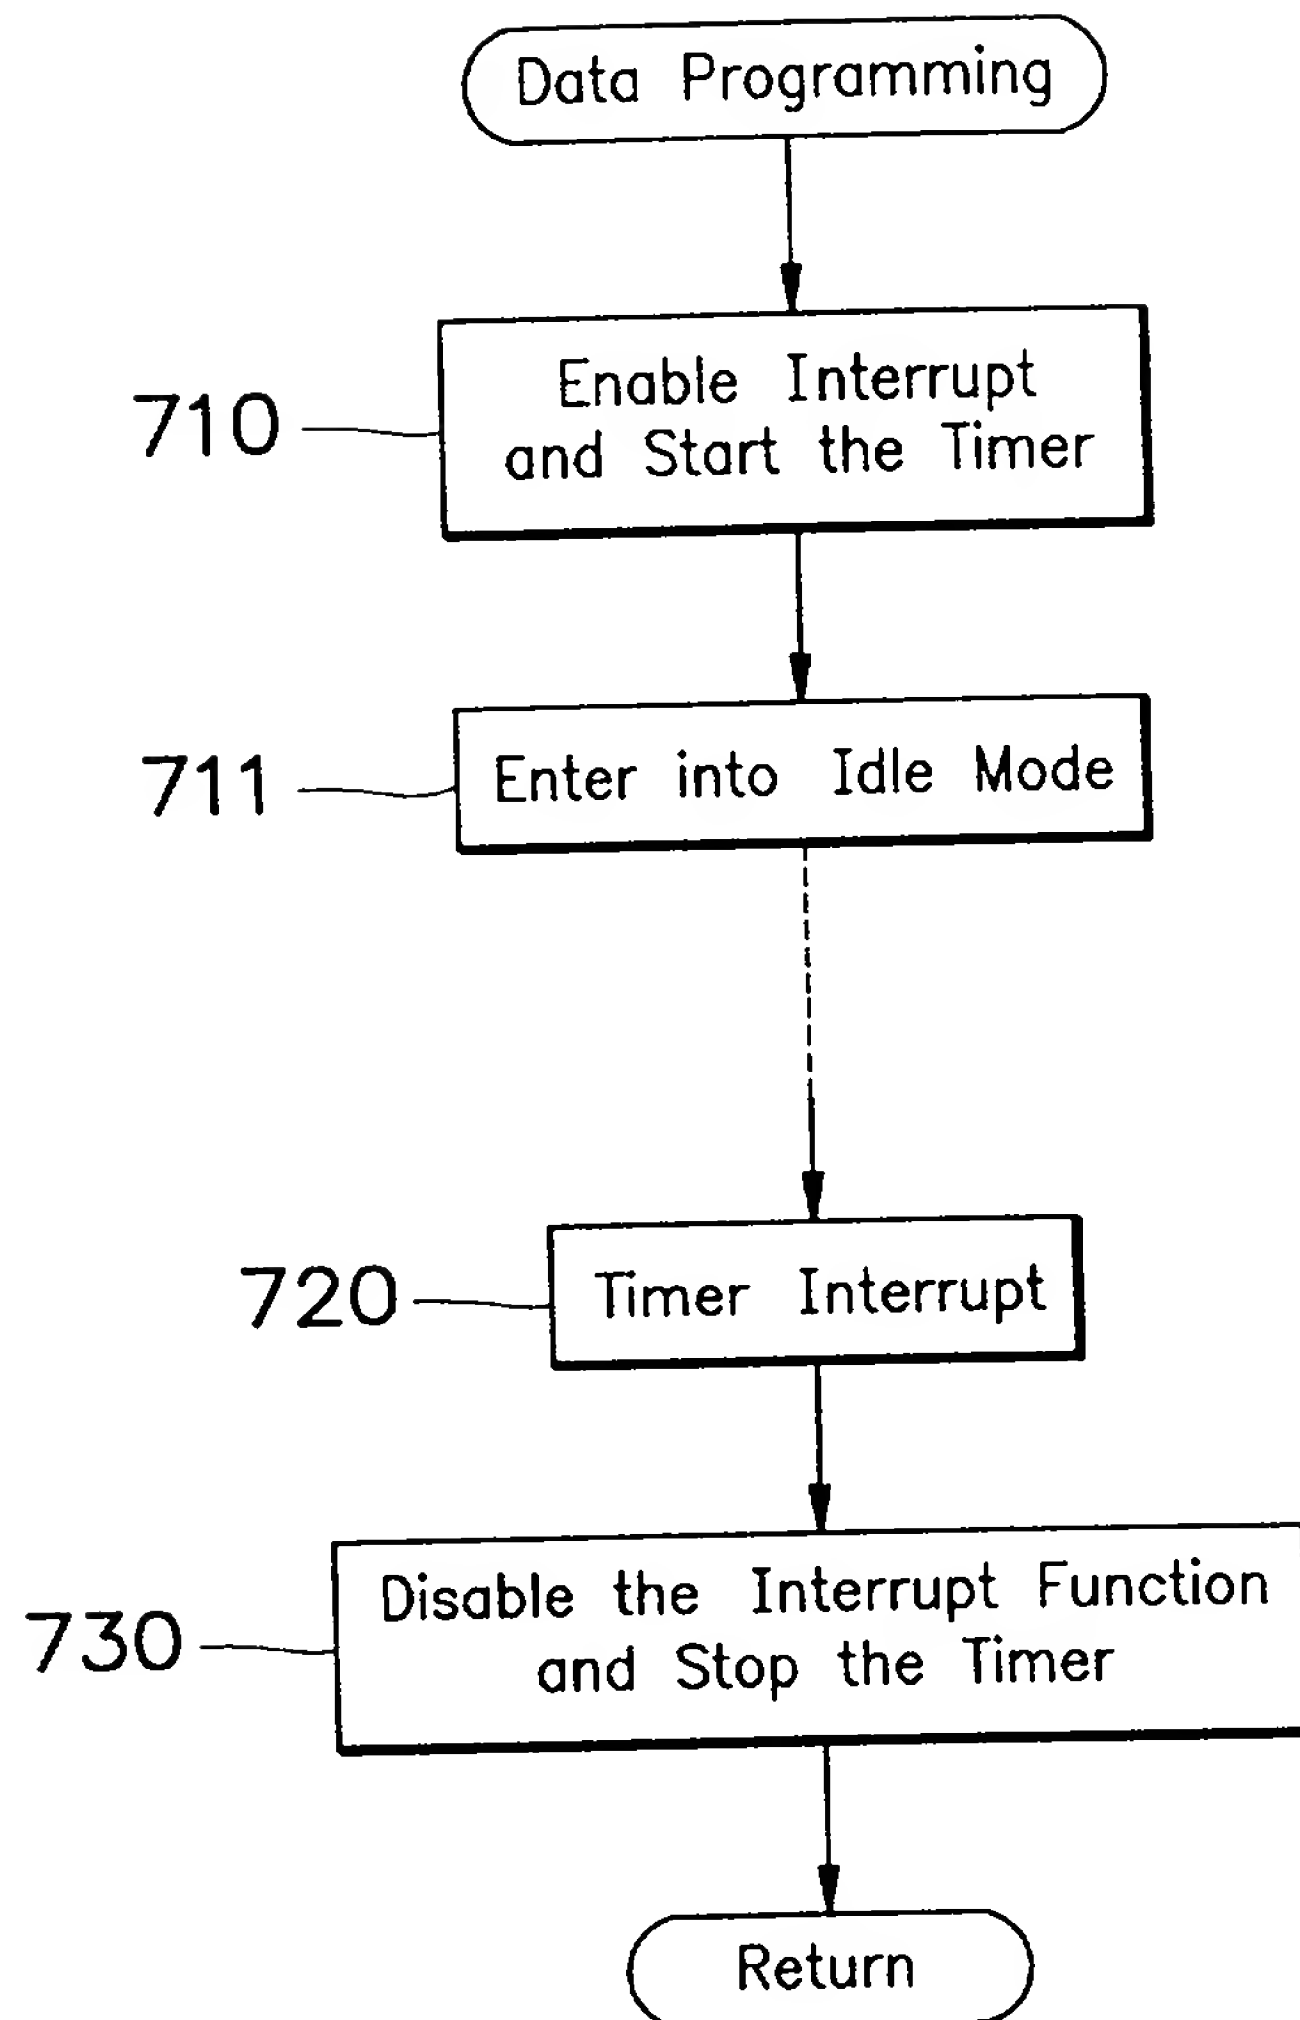 Data Programming
710
Enable Interrupt
and Start the Timer
711
Enter into Idle Mode
720
Timer Interrupt
730
Disable the Interrupt Function
and Stop the Timer
Return